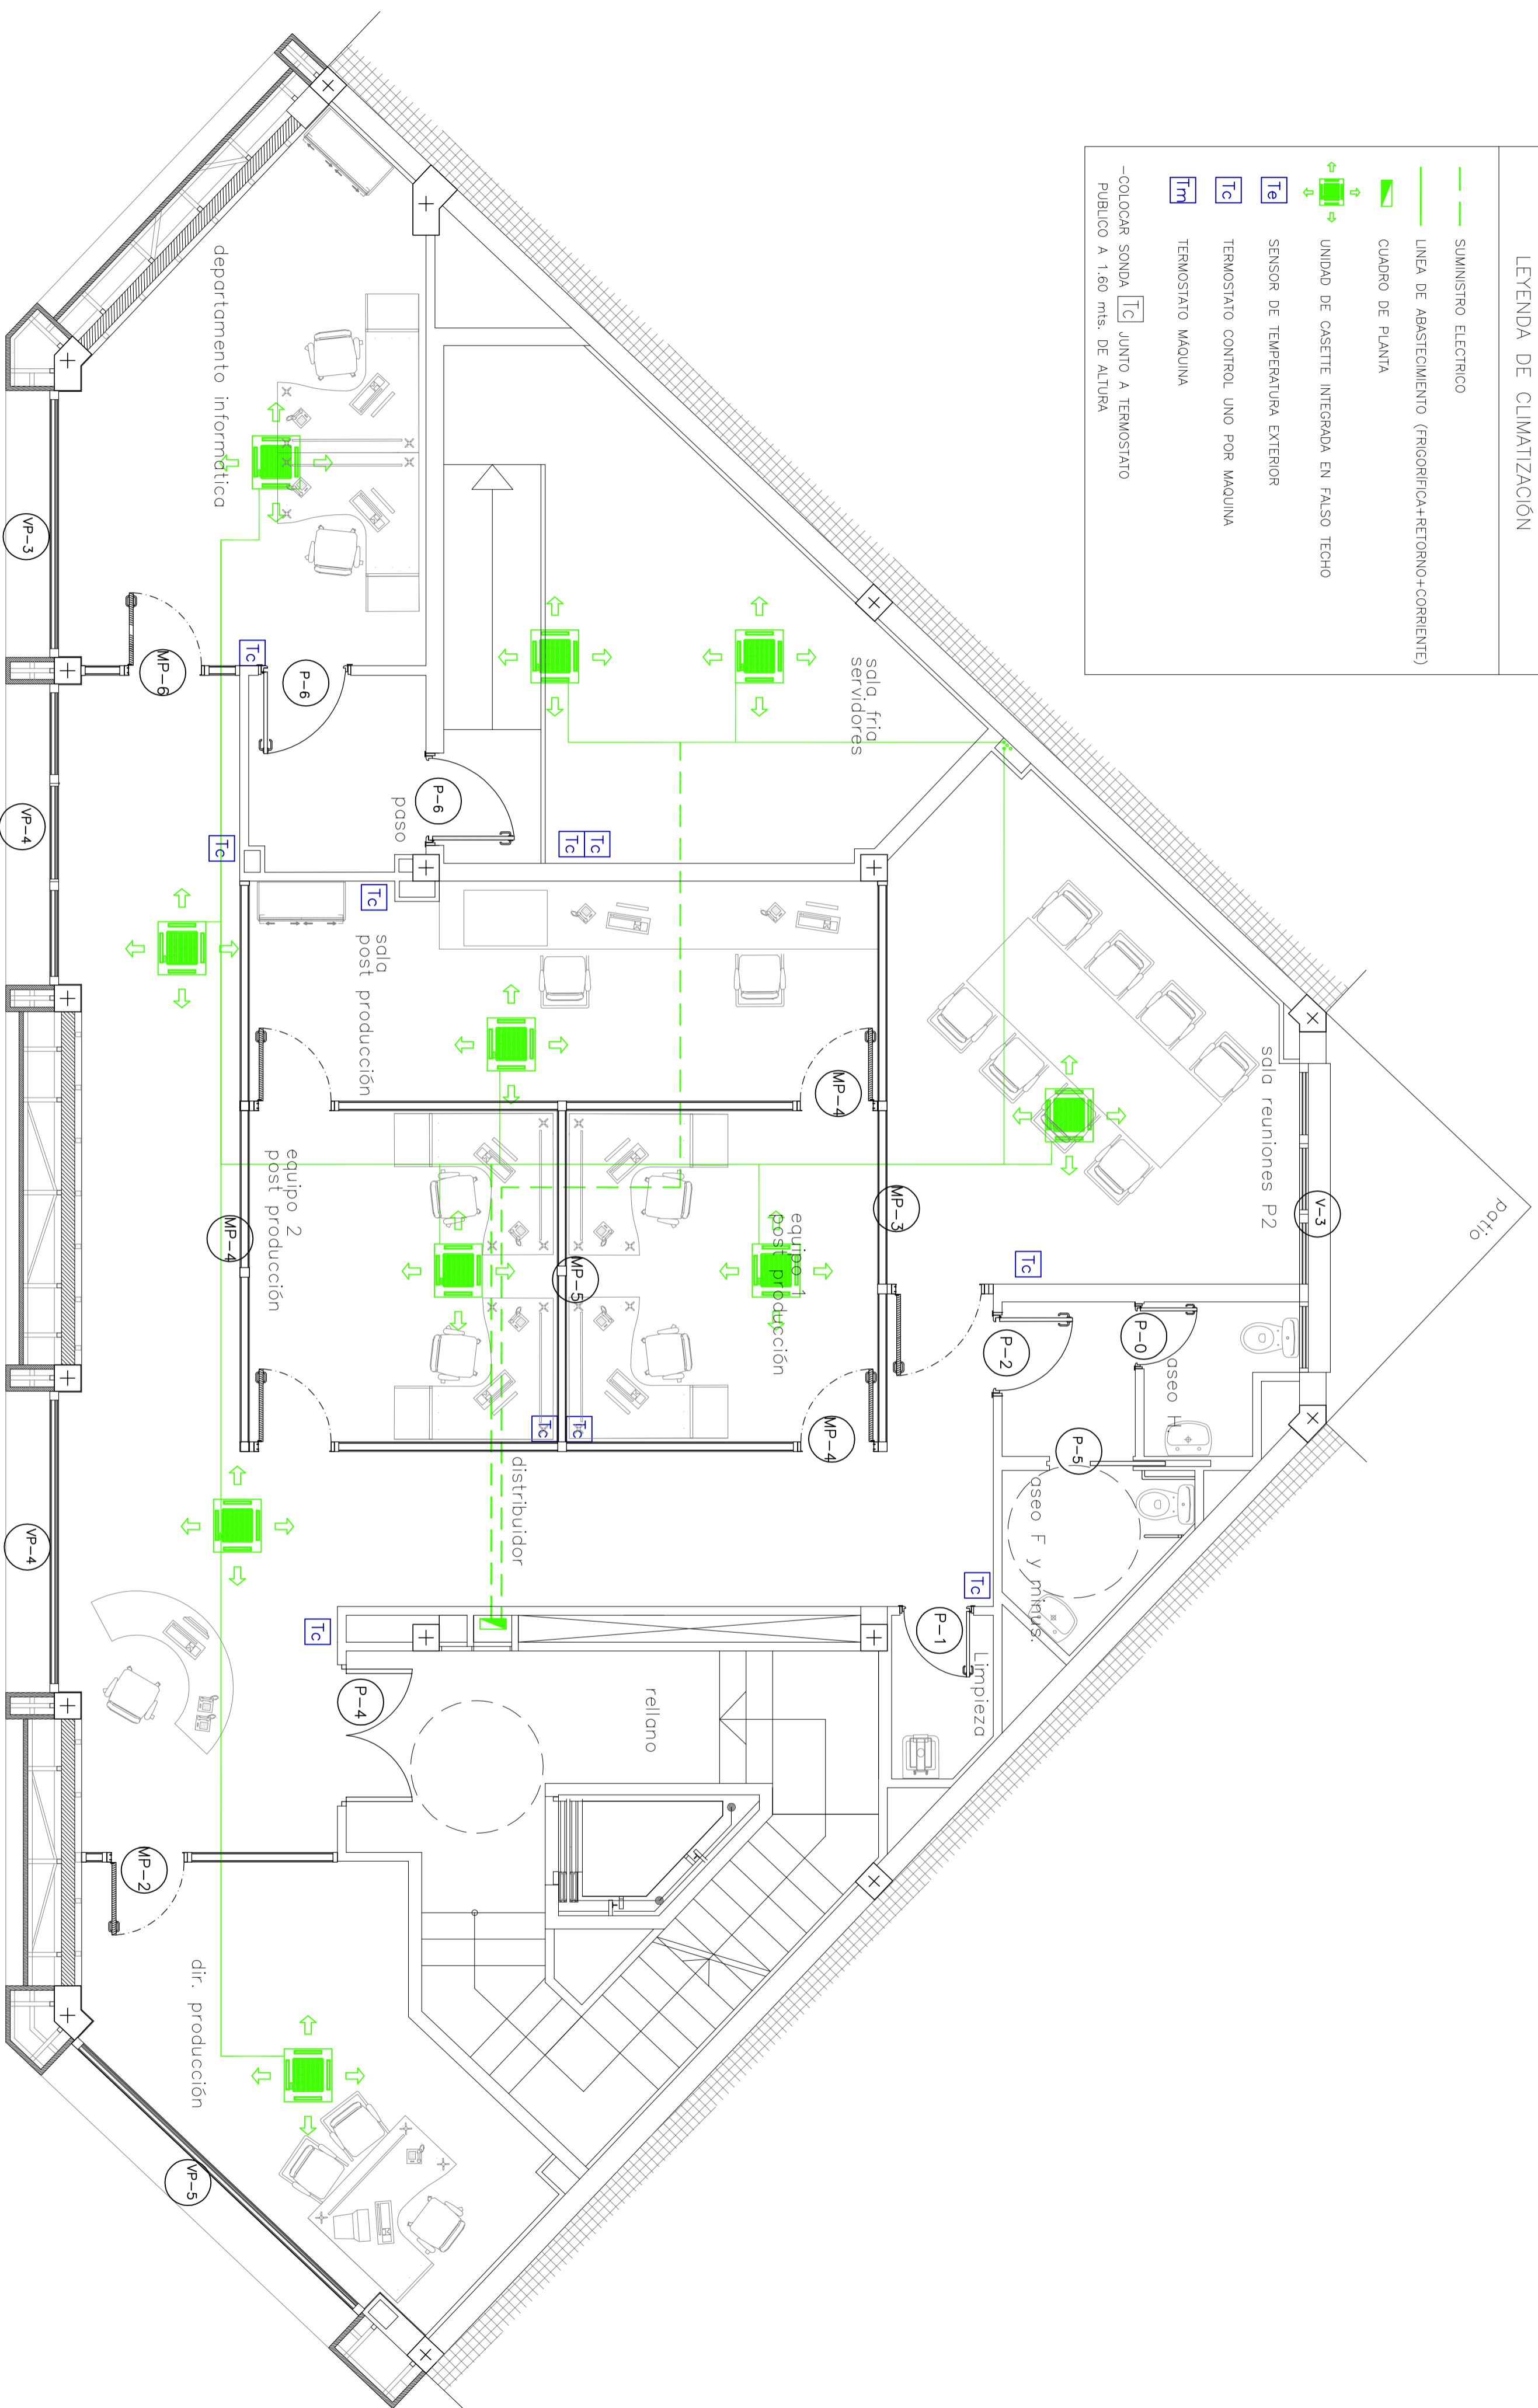 LEYENDA DE CLIMATIZACIÓN
SUMINISTRO ELECTRICO
LINEA DE ABASTECIMIENTO (FRIGORÍFICA+RETORNO+CORRIENTE)
CUADRO DE PLANTA
UNIDAD DE CASETTE INTEGRADA EN FALSO TECHO
Te SENSOR DE TEMPERATURA EXTERIOR
Tc TERMOSTATO CONTROL UNO POR MAQUINA
Tm TERMOSTATO MÁQUINA
-COLOCAR SONDA Tc JUNTO A TERMOSTATO
PUBLICO A 1.60 mts. DE ALTURA
patio
V-3
sala reuniones P2
Tc
P-0
aseo H
P-2
P-5
aseo F y minus.
Tc
P-1
Limpieza
MP-3
sala fria
servidores
MP-4
MP-4
equipo 1
post producción
rellano
Tc
Tc
MP-5
Tc
Tc
distribuidor
P-6
paso
Tc
sala
post producción
P-4
Tc
P-6
Tc
equipo 2
post producción
MP-4
departamento informatica
Tc
dir. producción
MP-6
MP-2
VP-5
VP-3
VP-4
VP-4